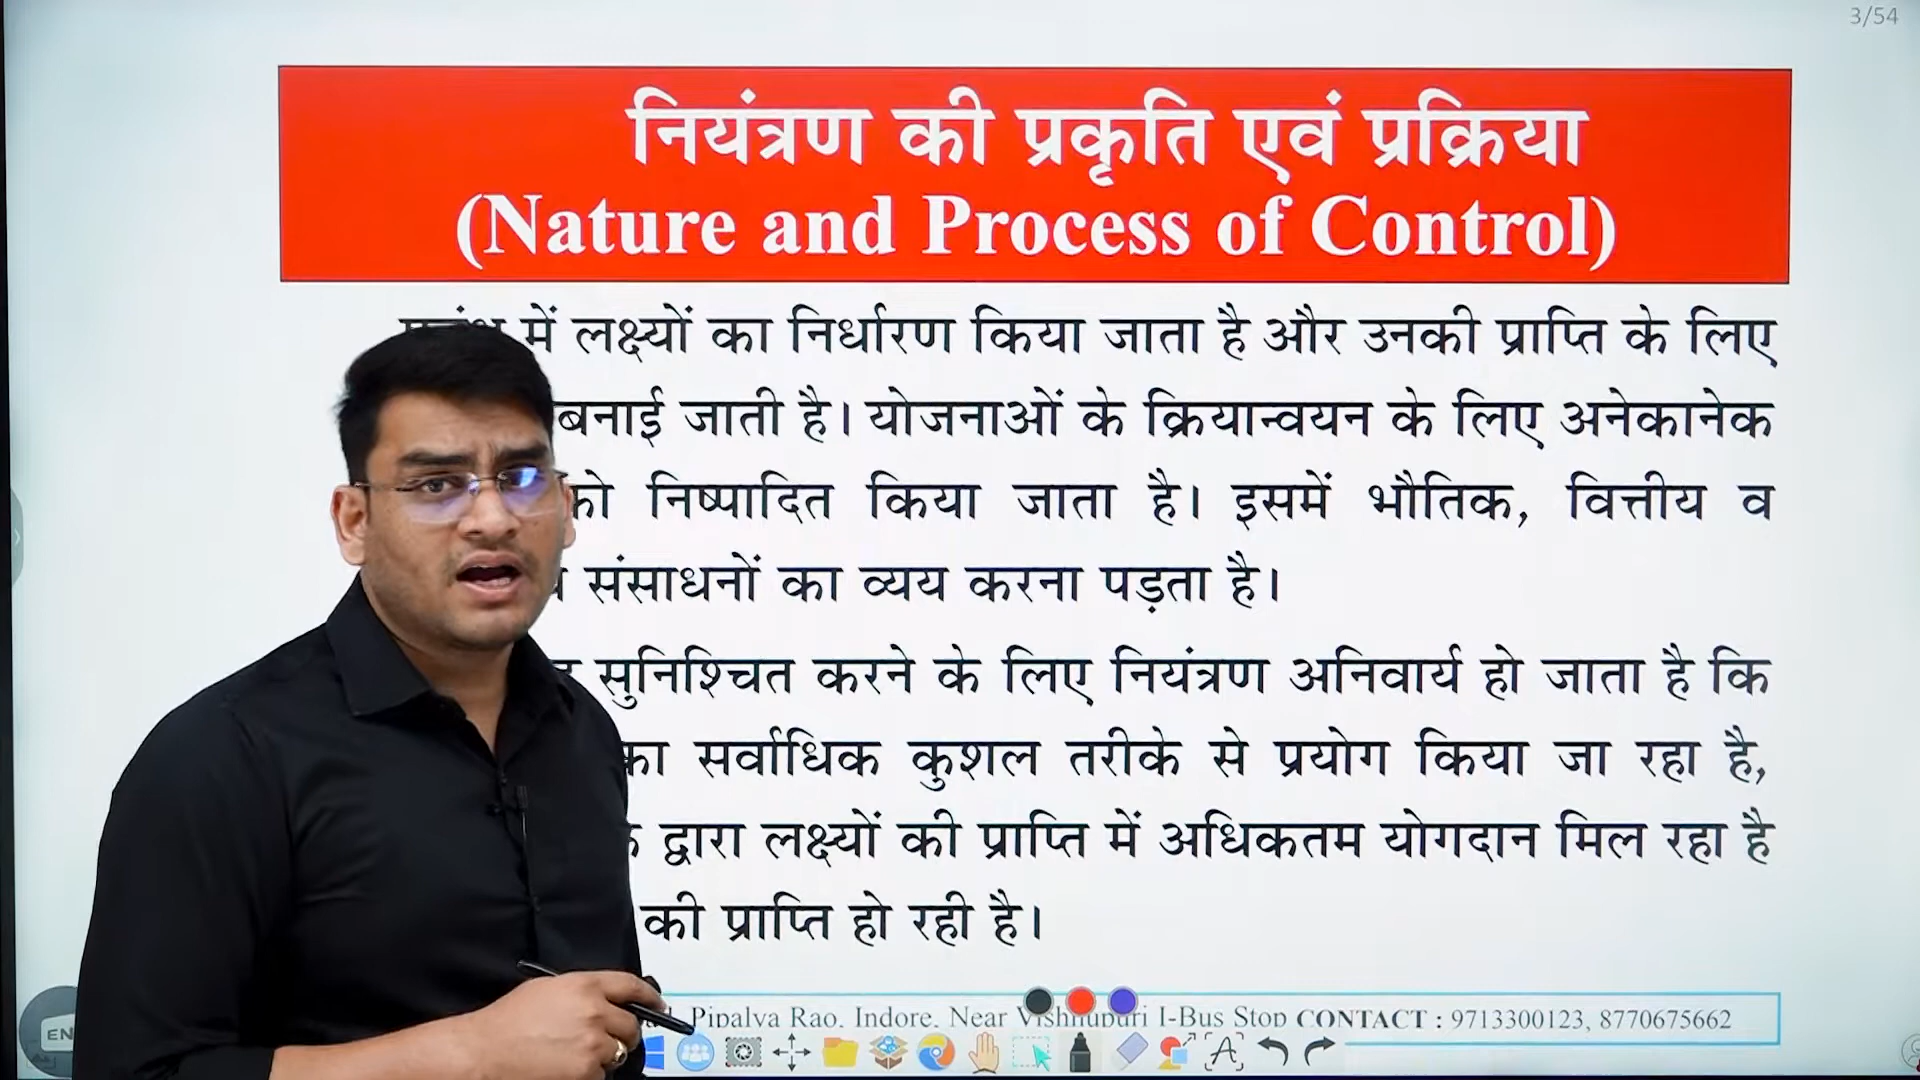 3/54
नियंत्रण की प्रकृति एवं प्रक्रिया
(Nature and Process of Control)
में लक्ष्यों का निर्धारण किया जाता है और उनकी प्राप्ति के लिए
बनाई जाती है। योजनाओं के क्रियान्वयन के लिए अनेकानेक
को निष्पादित किया जाता है। इसमें भौतिक, वित्तीय व
संसाधनों का व्यय करना पड़ता है।
सुनिश्चित करने के लिए नियंत्रण अनिवार्य हो जाता है कि
का सर्वाधिक कुशल तरीके से प्रयोग किया जा रहा है,
द्वारा लक्ष्यों की प्राप्ति में अधिकतम योगदान मिल रहा है
की प्राप्ति हो रही है।
Pipalya Rao, Indore, Near Vishnupuri I-Bus Stop CONTACT : 9713300123, 8770675662
EN
A